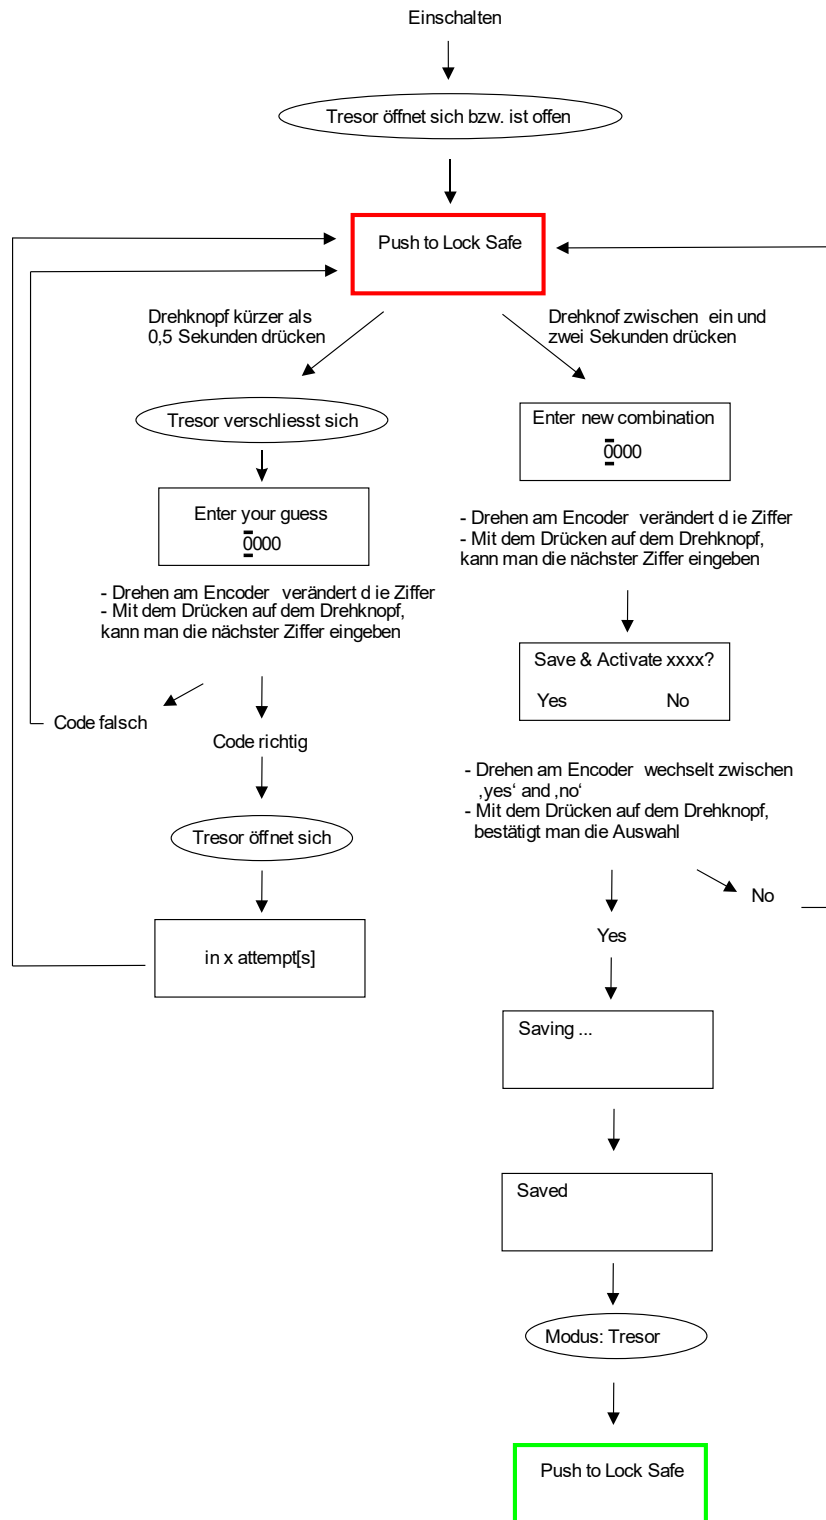 Einschalten
Tresor öffnet sich bzw. ist offen
Push to Lock Safe
Drehknopf kürzer als
0,5 Sekunden drücken
Drehknof zwischen ein und
zwei Sekunden drücken
Tresor verschliesst sich
Enter new combination
0000
Enter your guess
0000
- Drehen am Encoder verändert d ie Ziffer
- Mit dem Drücken auf dem Drehknopf,
kann man die nächster Ziffer eingeben
- Drehen am Encoder verändert d ie Ziffer
- Mit dem Drücken auf dem Drehknopf,
kann man die nächster Ziffer eingeben
Save & Activate xxxx?
Yes No
Code falsch
Code richtig
- Drehen am Encoder wechselt zwischen
‚yes‘ and ‚no‘
- Mit dem Drücken auf dem Drehknopf,
bestätigt man die Auswahl
Tresor öffnet sich
No
Yes
in x attempt[s]
Saving ...
Saved
Modus: Tresor
Push to Lock Safe